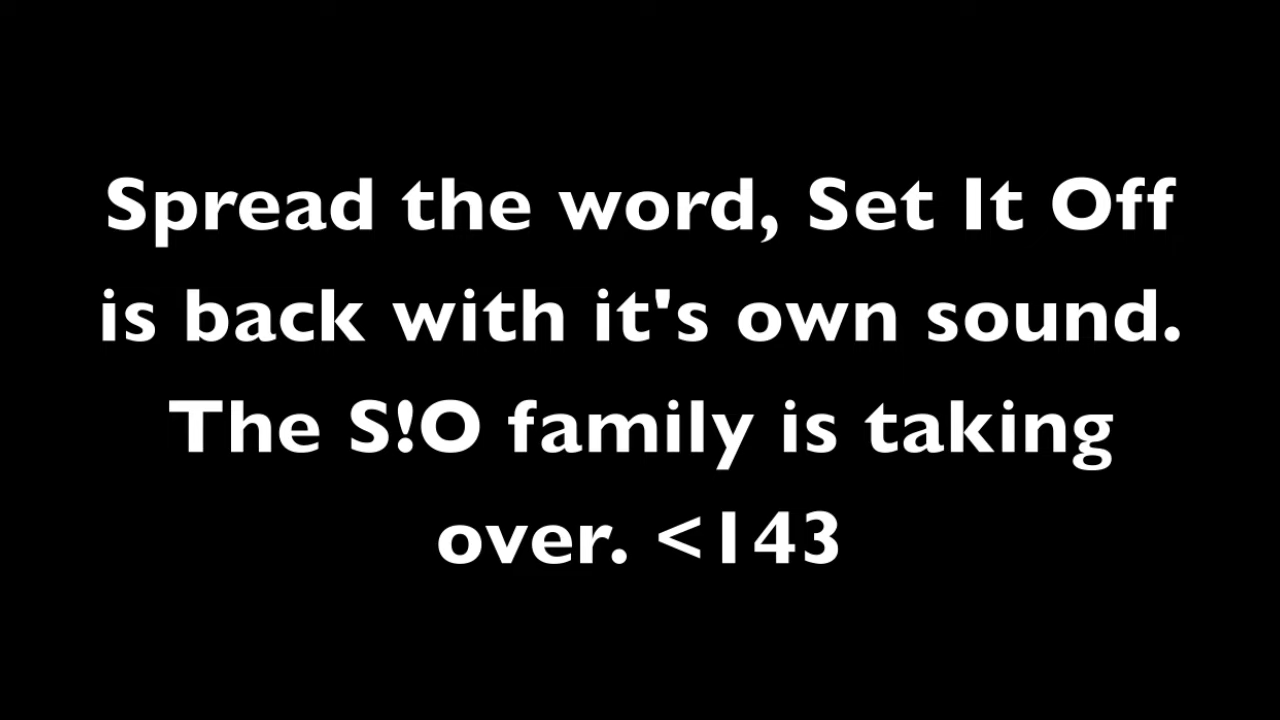 Spread the word, Set It Off
is back with it's own sound.
The S!O family is taking
over. <143